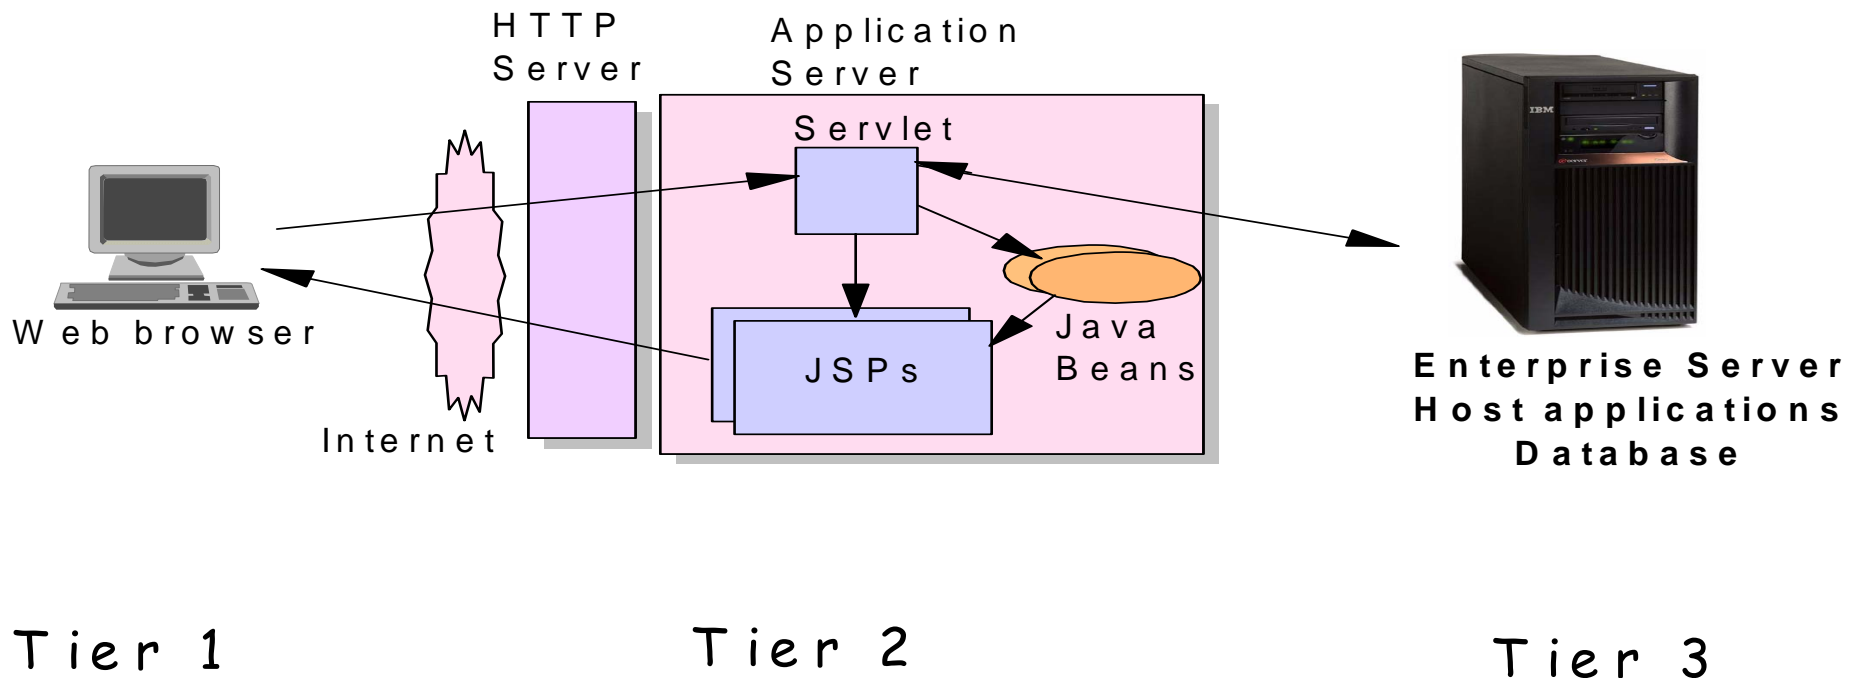 HTTP
Server
Application
Server
Servlet
IBM
Web browser
JSPs
Java
Beans
Internet
Enterprise Server
Host applications
Database
Tier 1
Tier 2
Tier 3